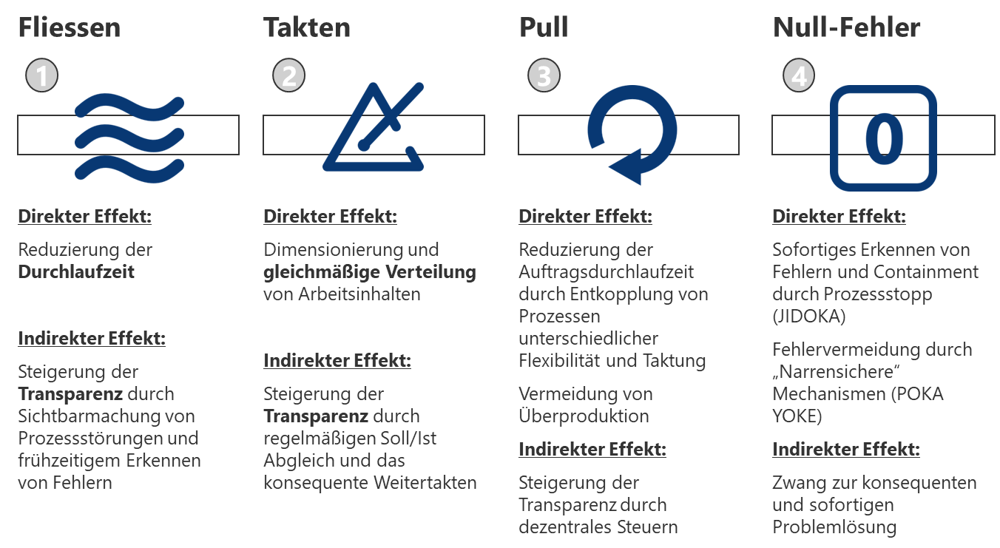 Fliessen
1
Direkter Effekt:
Reduzierung der
Durchlaufzeit
Indirekter Effekt:
Steigerung der
Transparenz durch
Sichtbarmachung von
Prozessstörungen und
frühzeitigem Erkennen
von Fehlern
Takten
2
Direkter Effekt:
Dimensionierung und
gleichmäßige Verteilung
von Arbeitsinhalten
Indirekter Effekt:
Steigerung der
Transparenz durch
regelmäßigen Soll/Ist
Abgleich und das
konsequente Weitertakten
Pull
3
Direkter Effekt:
Reduzierung der
Auftragsdurchlaufzeit
durch Entkopplung von
Prozessen
unterschiedlicher
Flexibilität und Taktung
Vermeidung von
Überproduktion
Indirekter Effekt:
Steigerung der
Transparenz durch
dezentrales Steuern
Null-Fehler
4
0
Direkter Effekt:
Sofortiges Erkennen von
Fehlern und Containment
durch Prozessstopp
(JIDOKA)
Fehlervermeidung durch
„Narrensichere“
Mechanismen (POKA
YOKE)
Indirekter Effekt:
Zwang zur konsequenten
und sofortigen
Problemlösung